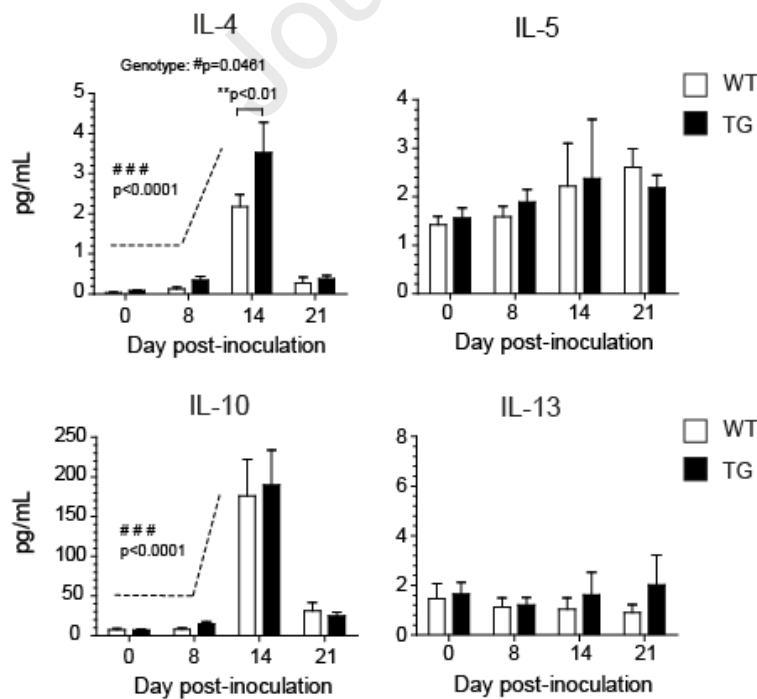 Jou
IL-4
Genotype: #p=0.0461
**p<0.01
###
p<0.0001
pg/mL
5
4
3
2
1
0
0 8 14 21
Day post-inoculation
IL-5
WT
TG
4
3
2
1
0
0 8 14 21
Day post-inoculation
IL-10
###
p<0.0001
pg/mL
250
200
150
100
50
0
0 8 14 21
Day post-inoculation
IL-13
WT
TG
8
6
4
2
0
0 8 14 21
Day post-inoculation